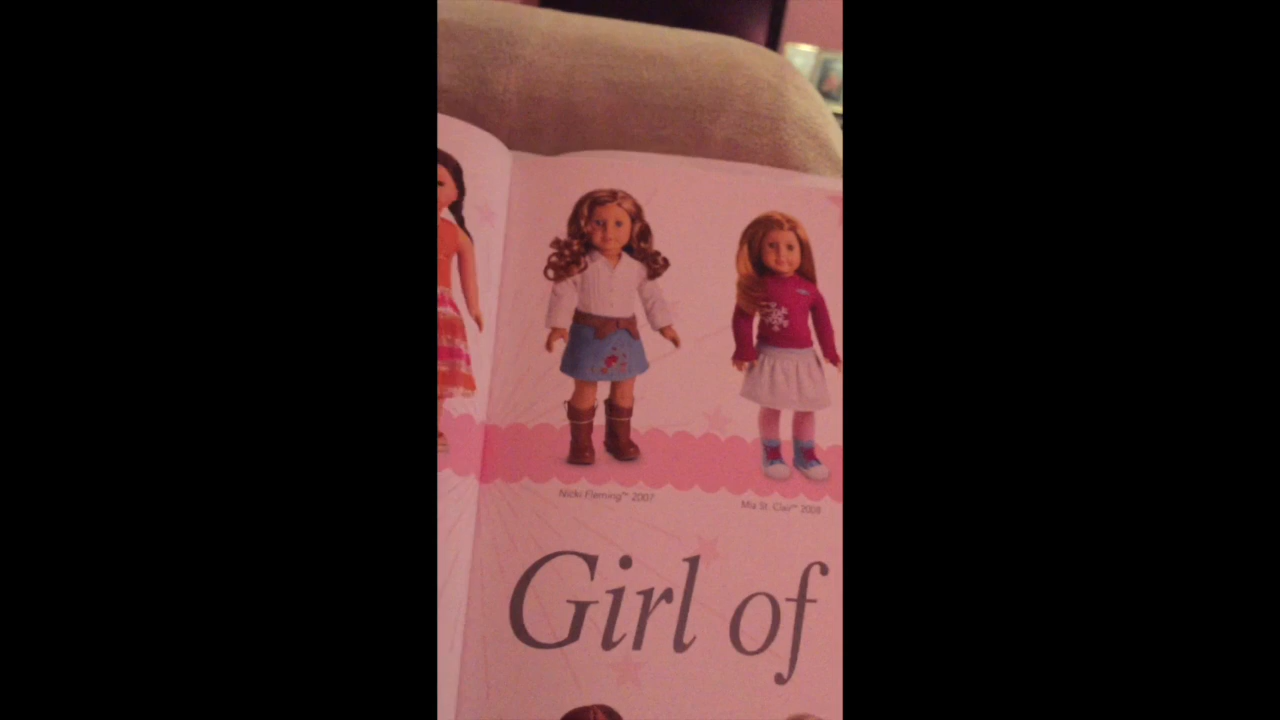 Nicki Fleming™ 2007
Mia St. Clair™ 2008
Girl of